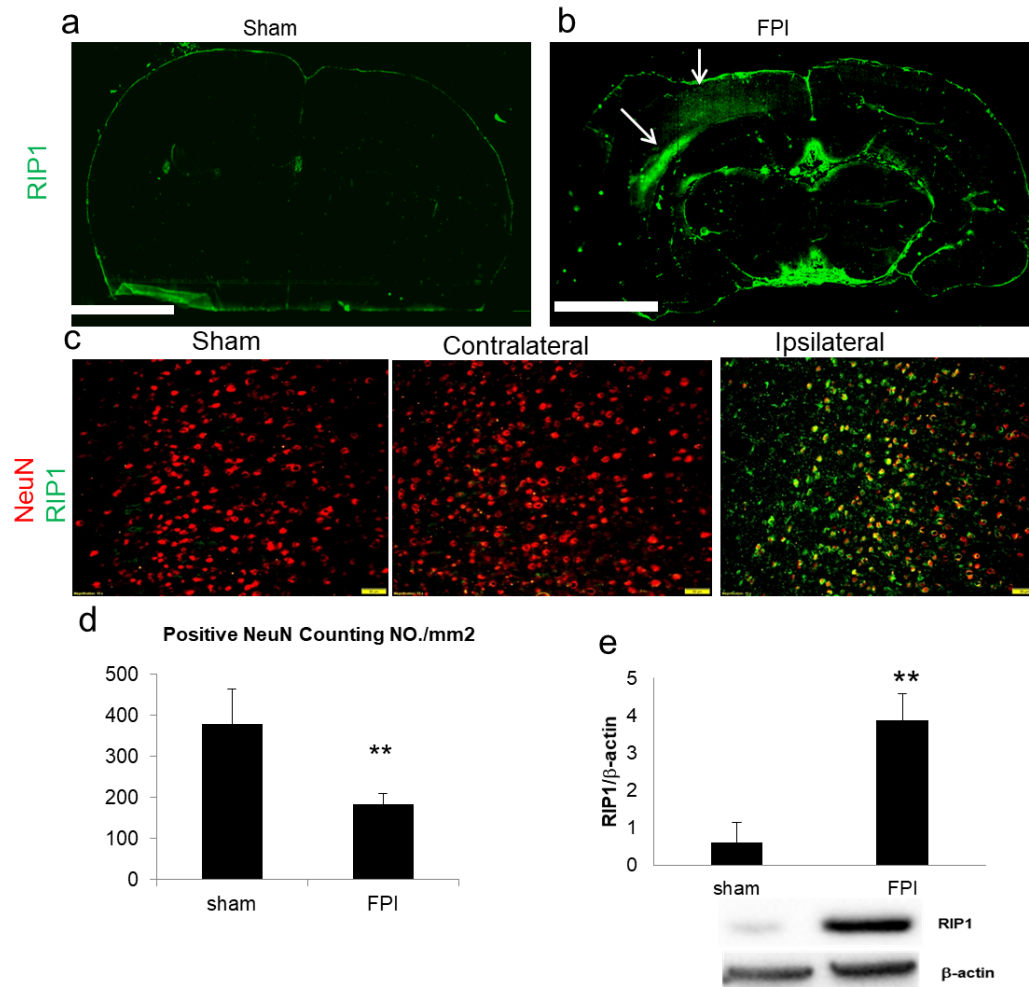 a
Sham
b
FPI
RIP1
c
Sham
Contralateral
Ipsilateral
NeuN
RIP1
d
Positive NeuN Counting NO./mm2
500
400
300
200
100
0
**
sham
FPI
e
5
4
3
2
1
0
RIP1/β-actin
**
sham
FPI
RIP1
β-actin